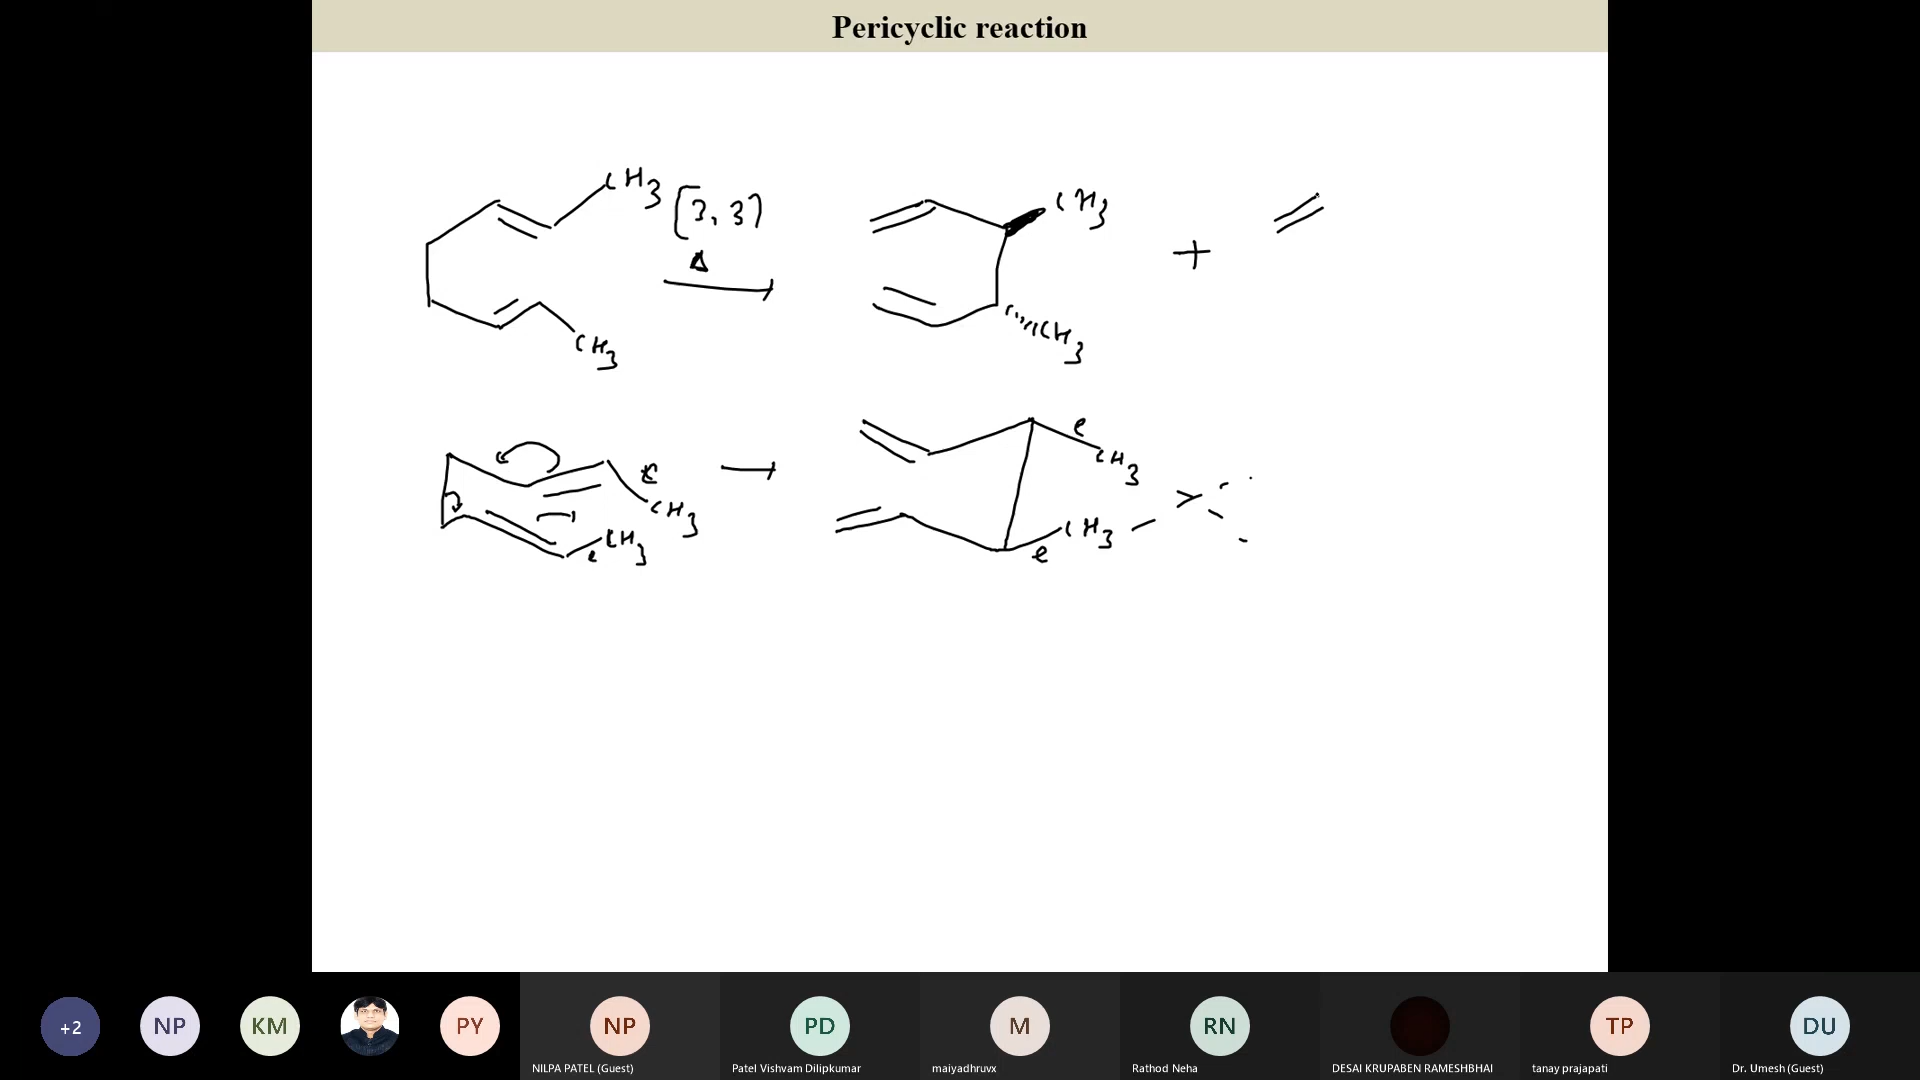 Pericyclic reaction
CH3
[3,3]
Δ
CH3
CH3
+
CH3
CH3
e
CH3
e
CH3
CH3
e
CH3
e
+2
NP
KM
PY
NP
PD
M
RN
TP
DU
NILPA PATEL (Guest)
Patel Vishvam Dilipkumar
maiyadhruvx
Rathod Neha
DESAI KRUPABEN RAMESHBHAI
tanay prajapati
Dr. Umesh (Guest)